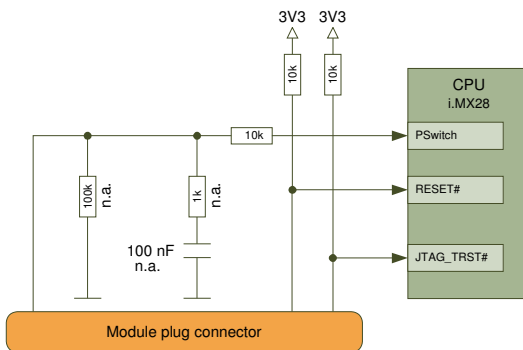 3V3
3V3
10k
10k
CPU
i.MX28
10k
PSwitch
100k
n.a.
1k
n.a.
RESET#
100 nF
n.a.
JTAG_TRST#
Module plug connector